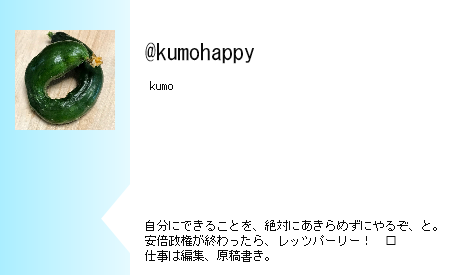 @kumohappy
kumo
自分にできることを、絶対にあきらめずにやるぞ、と。
安倍政権が終わったら、レッツパーリー！　□
仕事は編集、原稿書き。